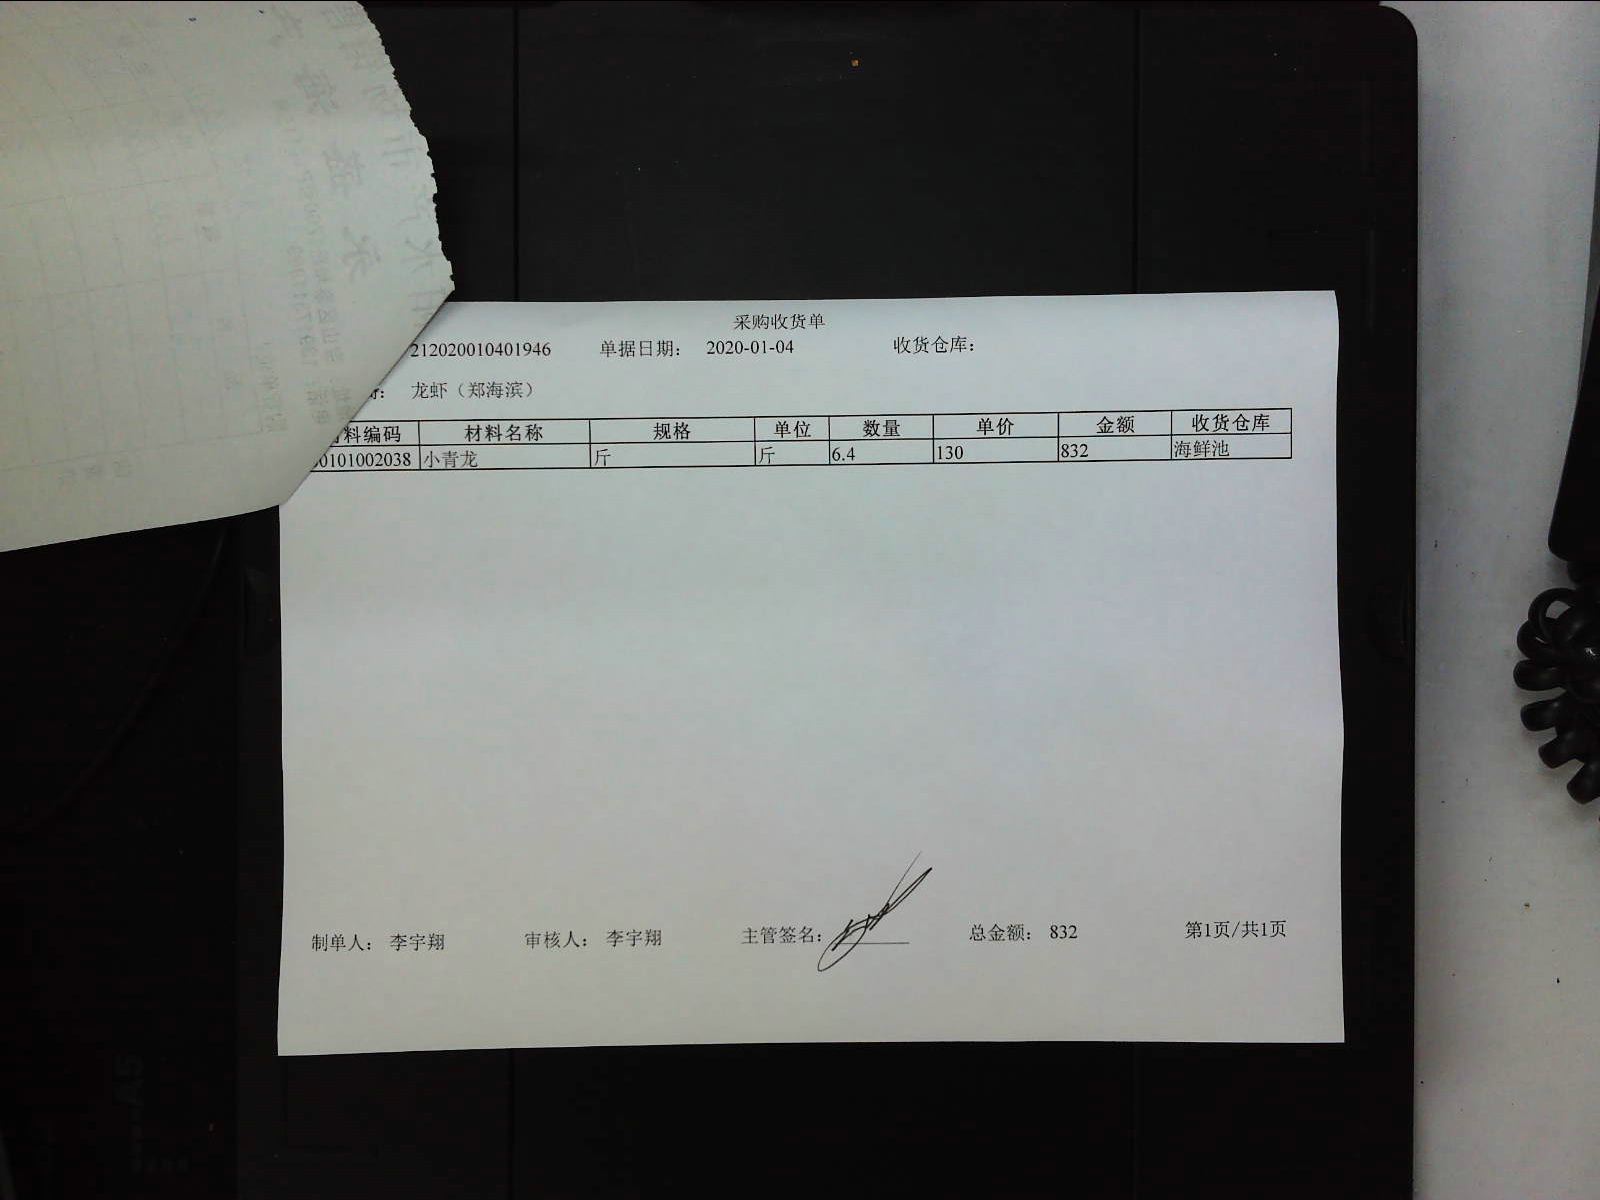 采购收货单
212020010401946 单据日期： 2020-01-04 收货仓库：
龙虾（郑海滨）
料编码 材料名称 规格 单位 数量 单价 金额 收货仓库
0101002038 小青龙 斤 斤 6.4 130 832 海鲜池
制单人： 李宇翔 审核人： 李宇翔 主管签名： 总金额： 832 第1页/共1页